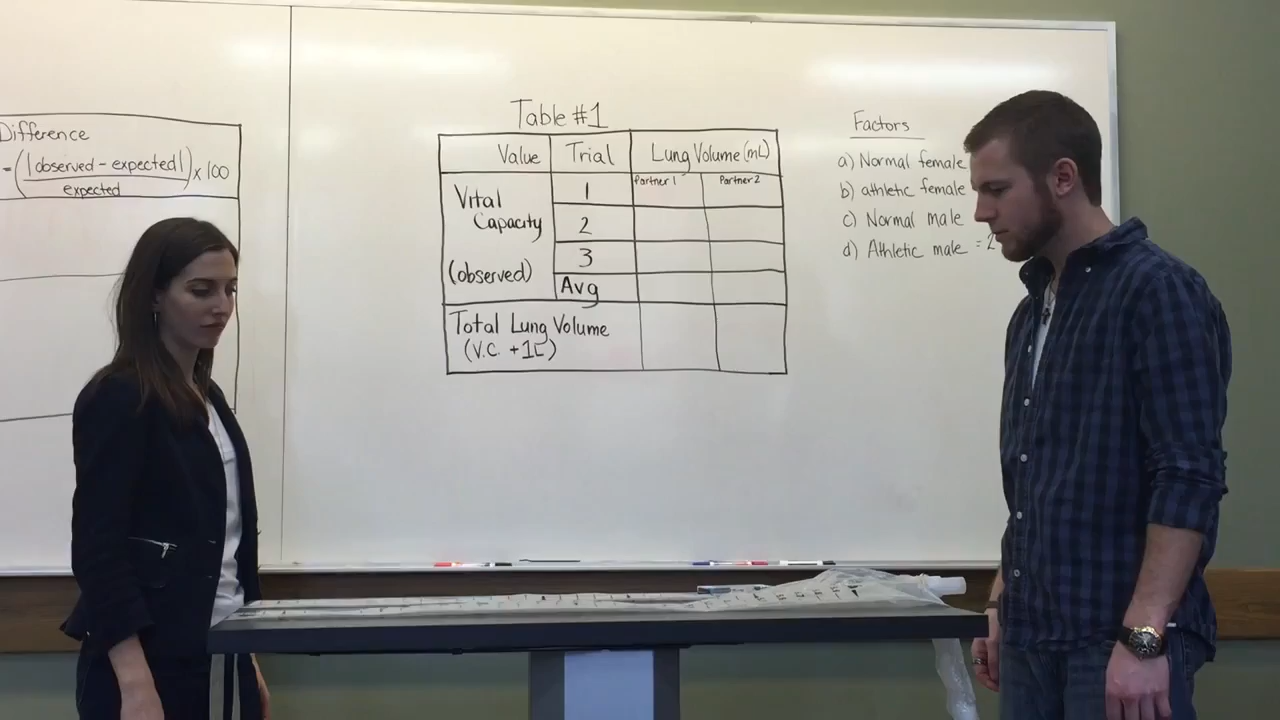 Difference
=(|observed - expected|) x 100
expected
Table #1
Value Trial Lung Volume (mL)
Partner 1 Partner 2
Vital Capacity (observed)
1
2
3
Avg
Total Lung Volume
(V.C. + 1L)
Factors
a) Normal female
b) athletic female
c) Normal male
d) Athletic male = 2